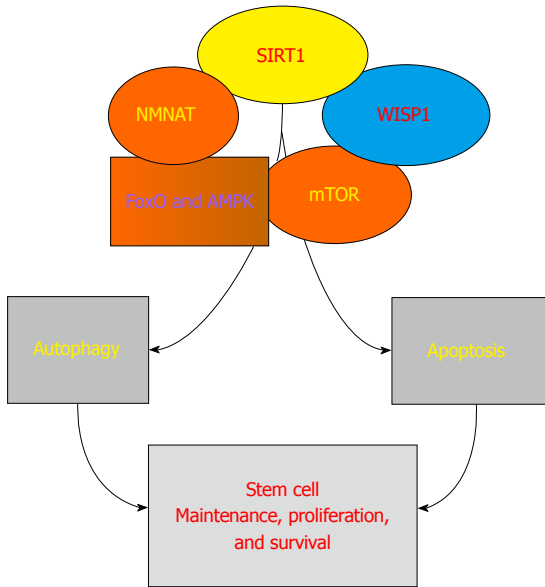 SIRT1
NMNAT
WISP1
FoxO and AMPK
mTOR
Autophagy
Apoptosis
Stem cell
Maintenance, proliferation,
and survival